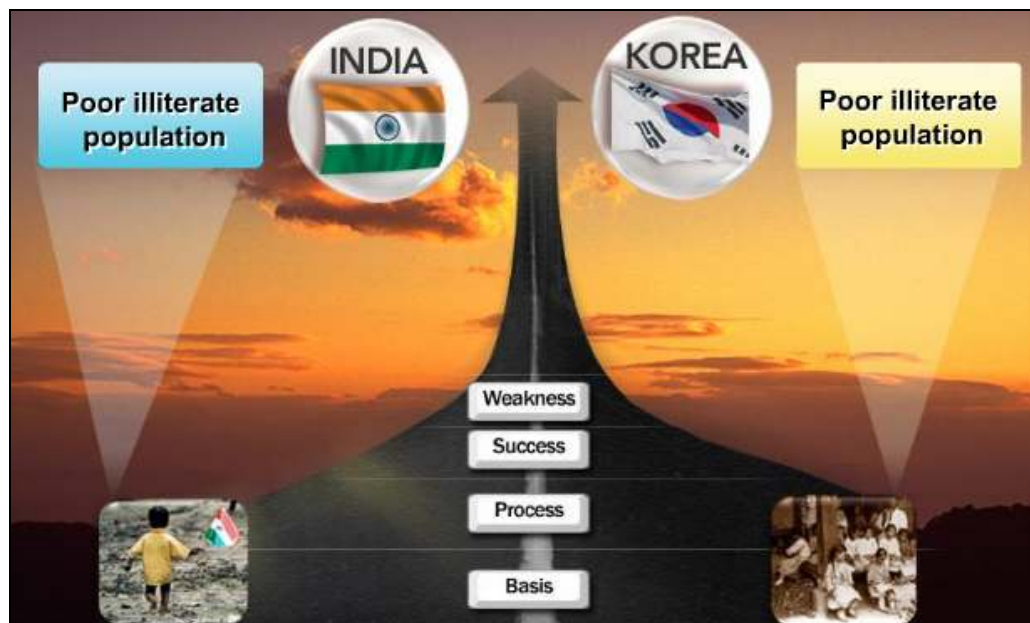 INDIA
KOREA
Poor illiterate
population
Poor illiterate
population
Weakness
Success
Process
Basis